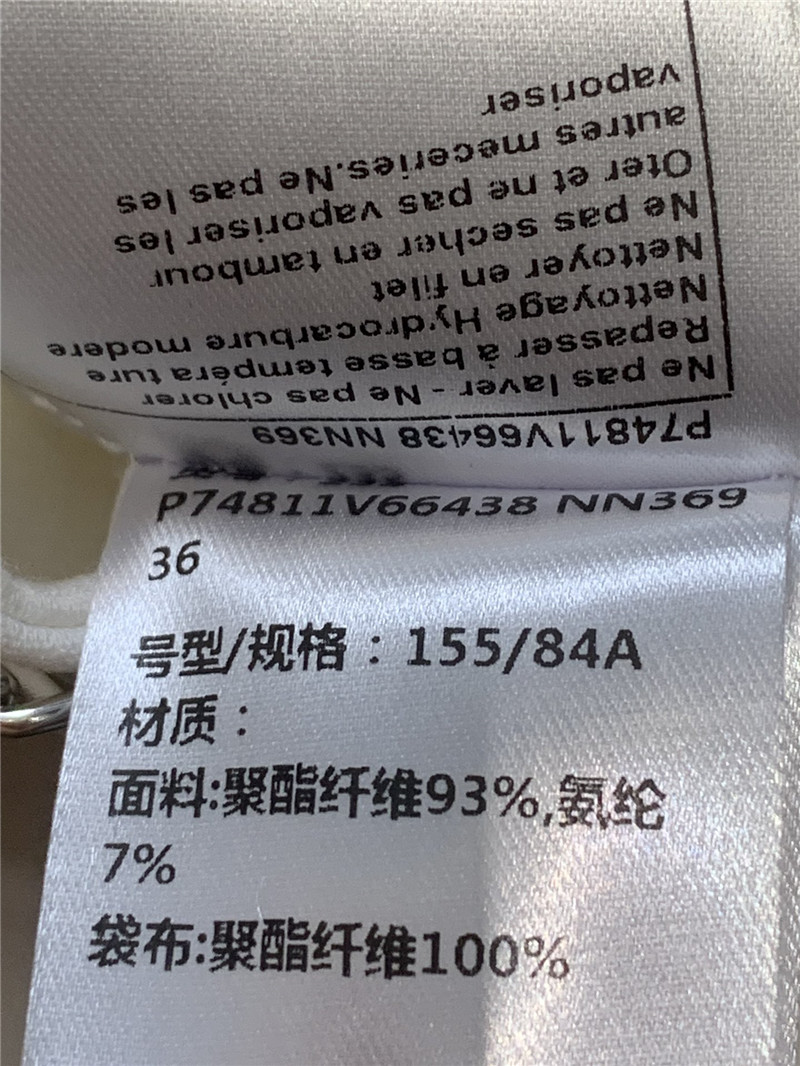 Ne pas laver - Ne pas chlorer
Repasser à basse tempéra ture
Nettoyage Hydrocarbure modere
Nettoyer en filet
Ne pas secher en tambour
Oter et ne pas vaporiser les
autres meceries.Ne pas les
vaporiser
P74811V66438 NN369
P74811V66438 NN369
36
号型/规格：155/84A
材质：
面料:聚酯纤维93%,氨纶
7%
袋布:聚酯纤维100%